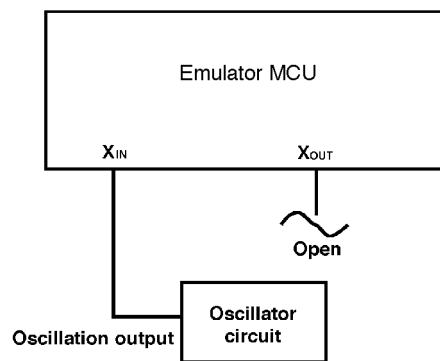 Emulator MCU
XIN
XOUT
Open
Oscillator
circuit
Oscillation output